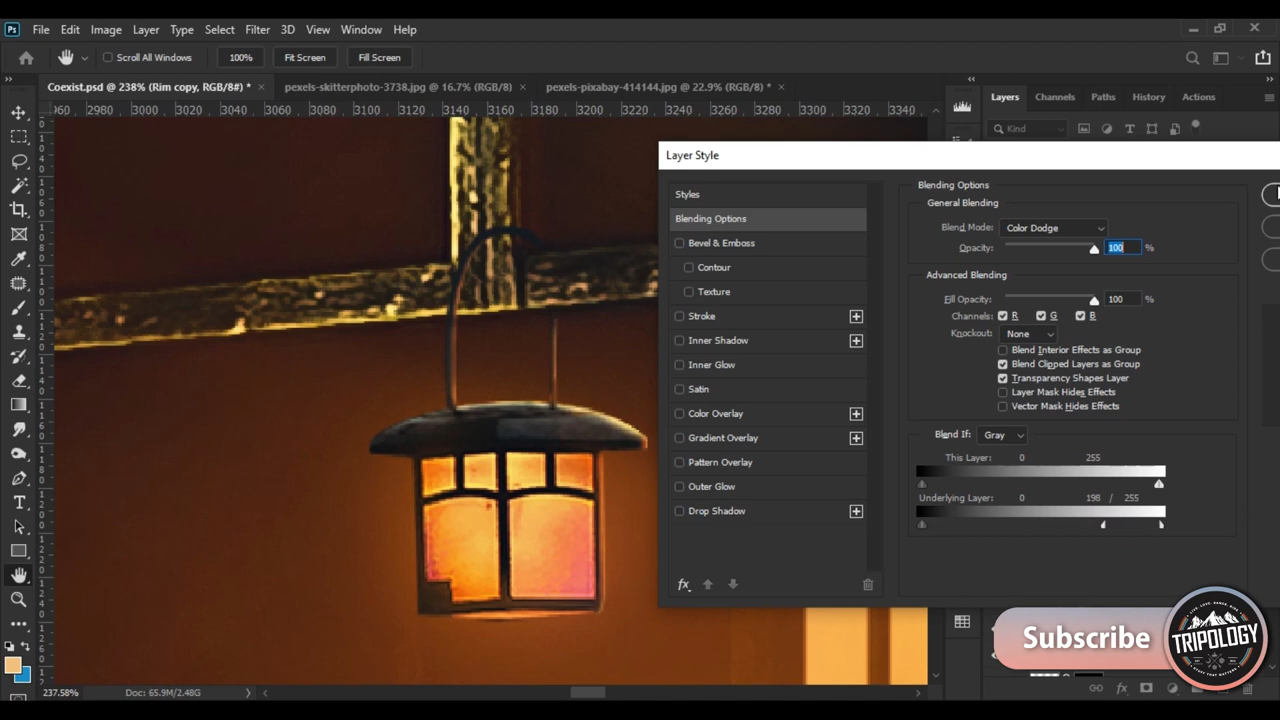 Ps File Edit Image Layer Type Select Filter 3D View Window Help
Scroll All Windows 100% Fit Screen Fill Screen
Coexist.psd @ 238% (Rim copy, RGB/8#) * × pexels-skitterphoto-3738.jpg @ 16.7% (RGB/8) × pexels-pixabay-414144.jpg @ 22.9% (RGB/8) * ×
Layers Channels Paths History Actions
2980 3000 3020 3040 3060 3080 3100 3120 3140 3160 3180 3200 3220 3240 3260 3280 3300 3320 3340
Kind
Layer Style
Styles
Blending Options
Bevel & Emboss
Contour
Texture
Stroke
Inner Shadow
Inner Glow
Satin
Color Overlay
Gradient Overlay
Pattern Overlay
Outer Glow
Drop Shadow
fx
Blending Options
General Blending
Blend Mode: Color Dodge
Opacity: 100 %
Advanced Blending
Fill Opacity: 100 %
Channels: R G B
Knockout: None
Blend Interior Effects as Group
Blend Clipped Layers as Group
Transparency Shapes Layer
Layer Mask Hides Effects
Vector Mask Hides Effects
Blend If: Gray
This Layer: 0 255
Underlying Layer: 0 198 / 255
Subscribe
TRIPOLOGY
237.58% Doc: 65.9M/2.48G
fx